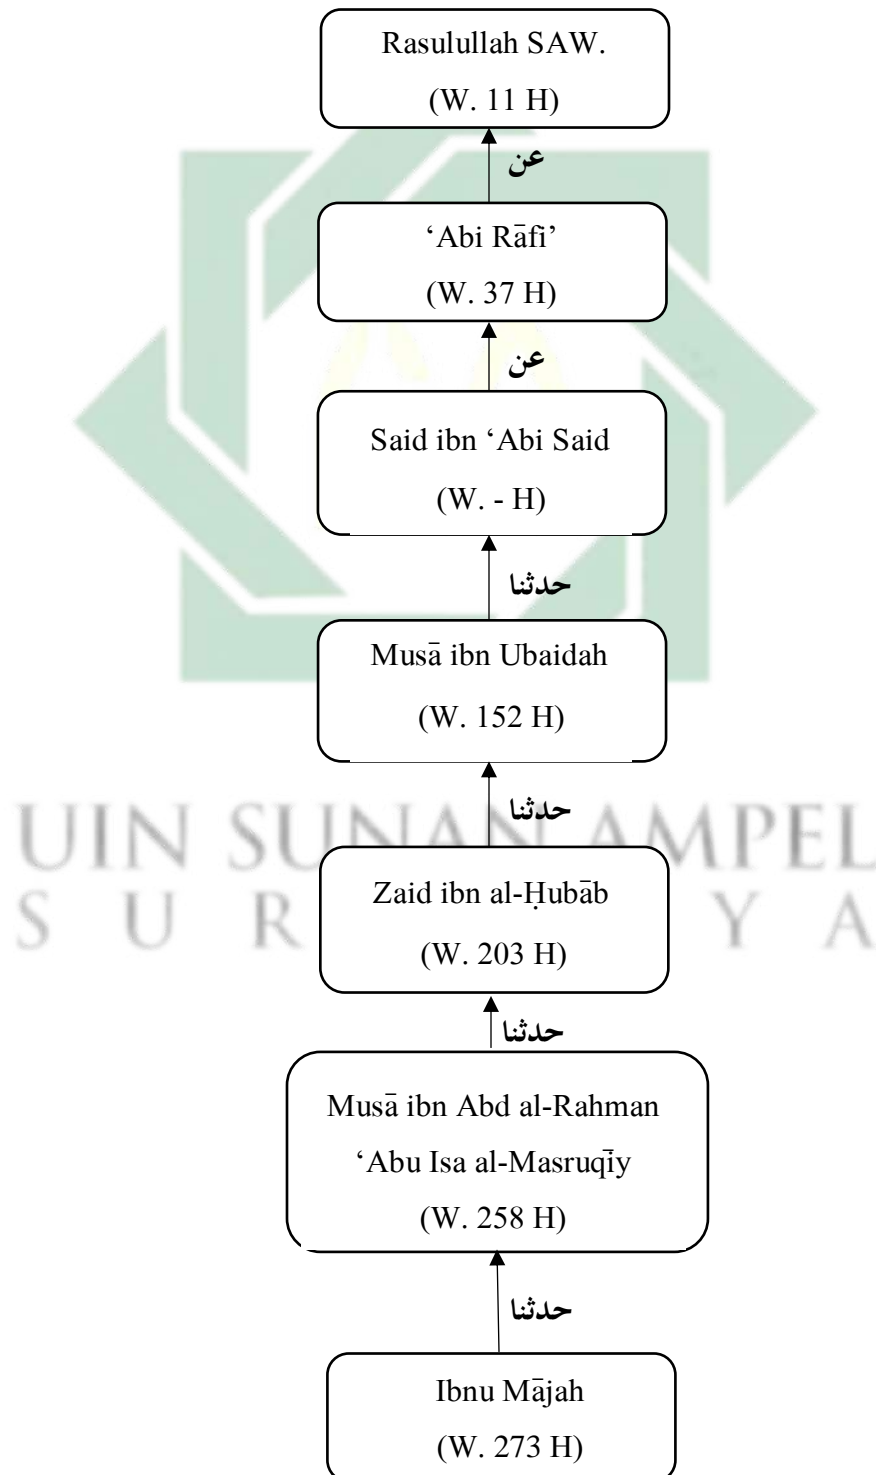 Rasulullah SAW.
(W. 11 H)
عن
‘Abi Rāfi’
(W. 37 H)
عن
Said ibn ‘Abi Said
(W. - H)
حدثنا
Musā ibn Ubaidah
(W. 152 H)
حدثنا
UIN SUNAN AMPEL
Zaid ibn al-Ḥubāb
S U R Y A
(W. 203 H)
حدثنا
Musā ibn Abd al-Rahman
‘Abu Isa al-Masruqīy
(W. 258 H)
حدثنا
Ibnu Mājah
(W. 273 H)